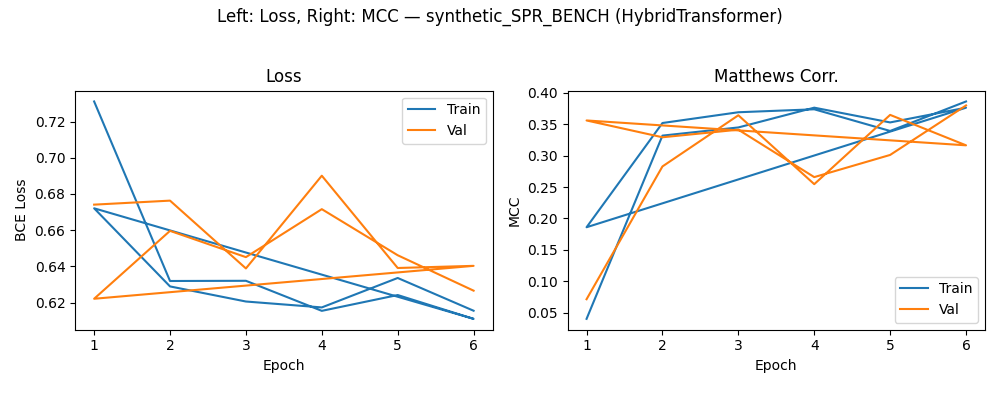 Left: Loss, Right: MCC — synthetic_SPR_BENCH (HybridTransformer)
Loss
BCE Loss
0.72
0.70
0.68
0.66
0.64
0.62
1 2 3 4 5 6
Epoch
Train
Val
Matthews Corr.
MCC
0.40
0.35
0.30
0.25
0.20
0.15
0.10
0.05
1 2 3 4 5 6
Epoch
Train
Val